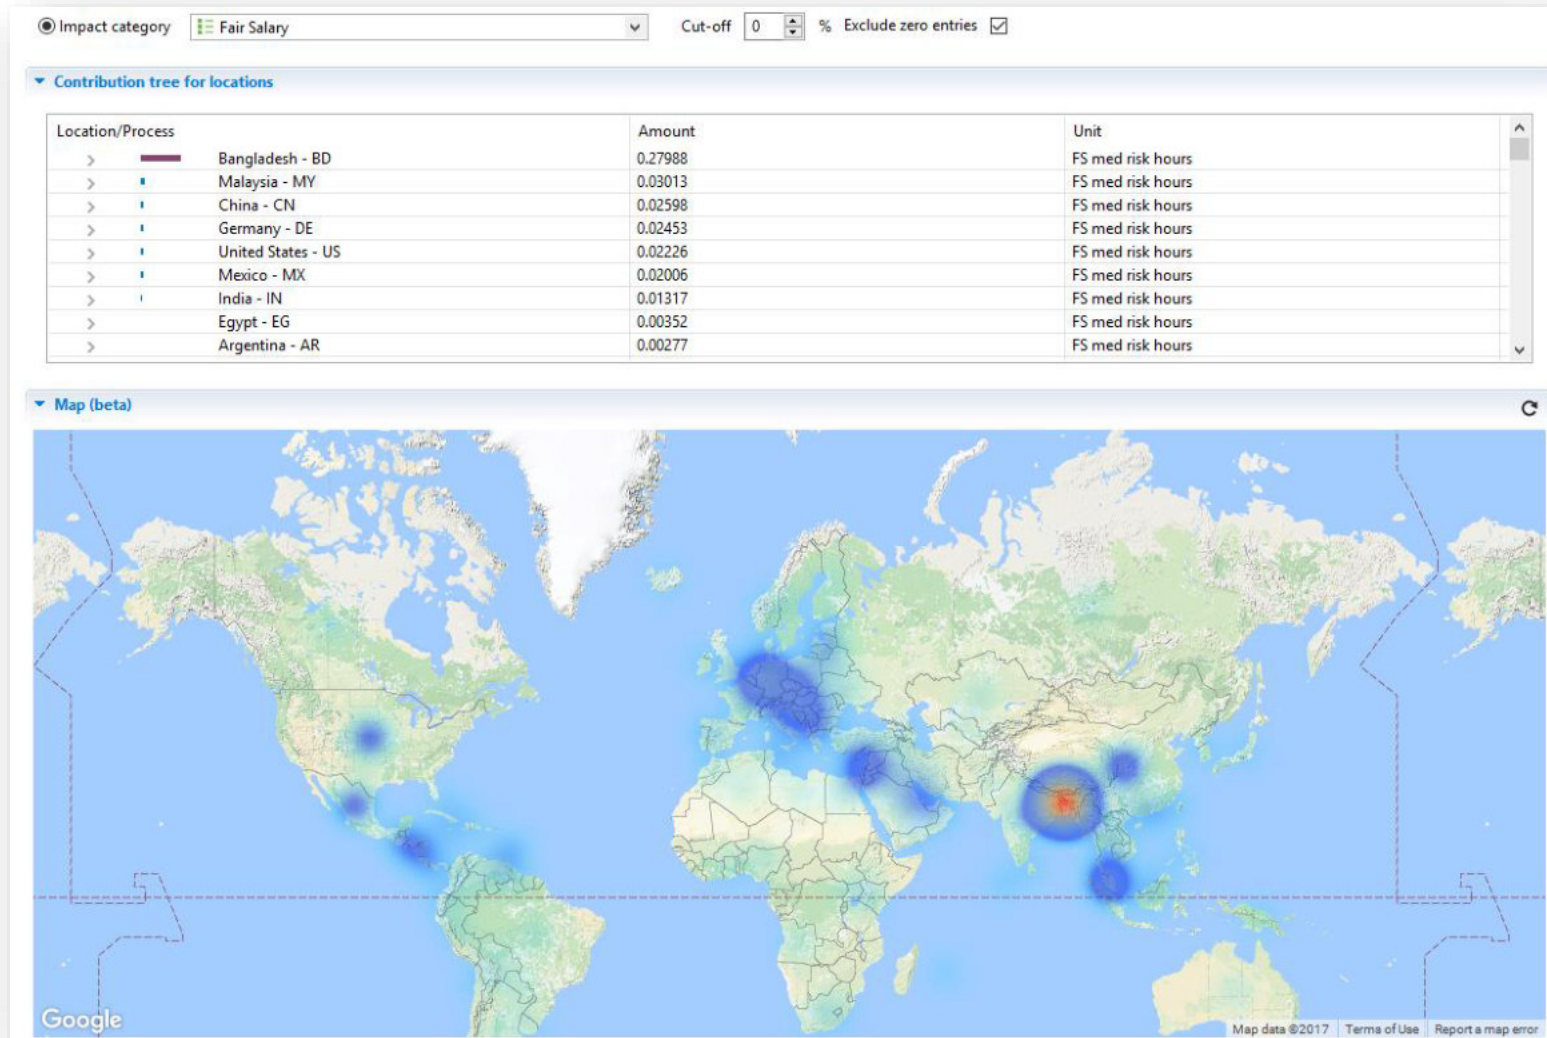 Impact category Fair Salary Cut-off 0 % Exclude zero entries
Contribution tree for locations
Location/Process Amount Unit
Bangladesh - BD 0.27988 FS med risk hours
Malaysia - MY 0.03013 FS med risk hours
China - CN 0.02598 FS med risk hours
Germany - DE 0.02453 FS med risk hours
United States - US 0.02226 FS med risk hours
Mexico - MX 0.02006 FS med risk hours
India - IN 0.01317 FS med risk hours
Egypt - EG 0.00352 FS med risk hours
Argentina - AR 0.00277 FS med risk hours
Map (beta)
Google
Map data ©2017 Terms of Use Report a map error